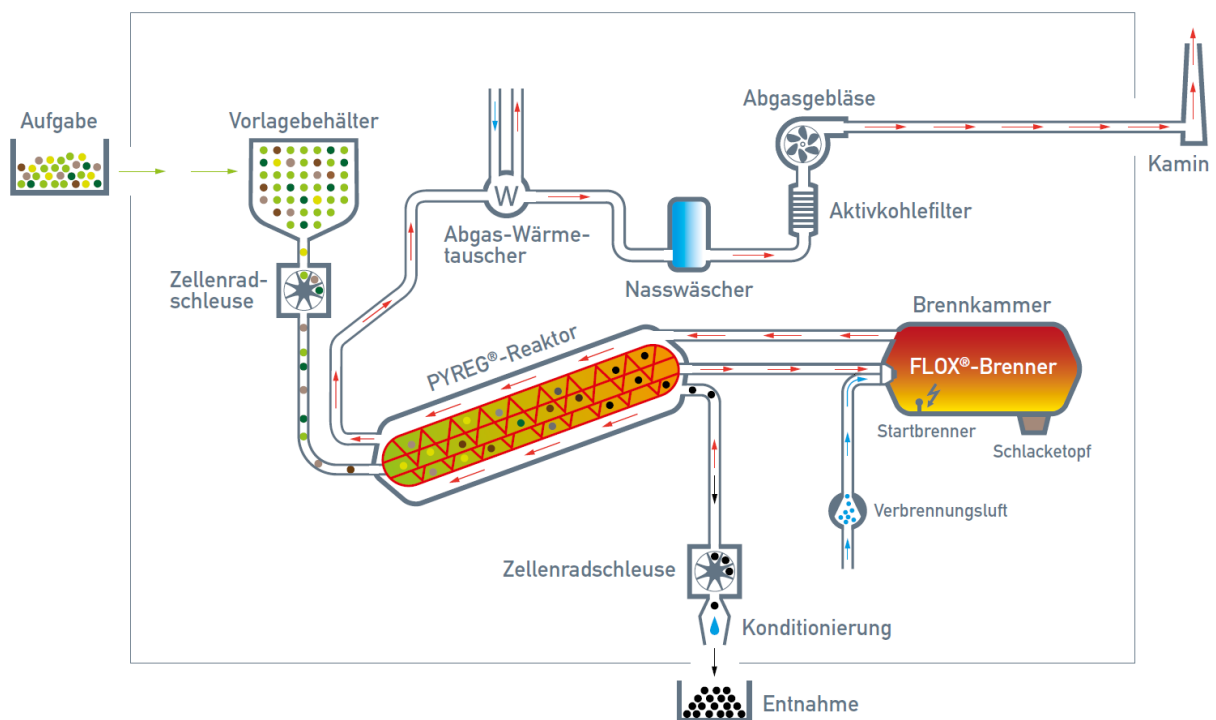 Abgasgebläse
Aufgabe
Vorlagebehälter
Kamin
W
Aktivkohlefilter
Abgas-Wärme-
tauscher
Zellenrad-
schleuse
Nasswäscher
Brennkammer
PYREG®-Reaktor
FLOX®-Brenner
Startbrenner
Schlacketopf
Verbrennungsluft
Zellenradschleuse
Konditionierung
Entnahme